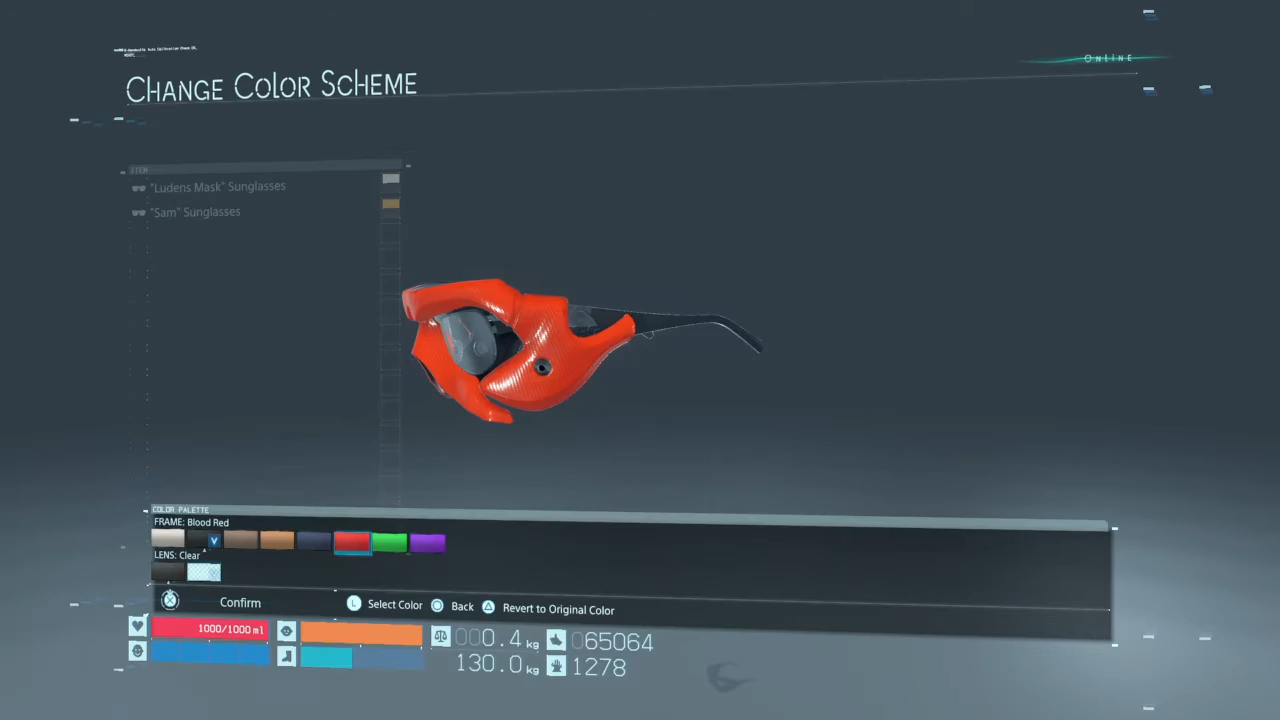 CHANGE COLOR SCHEME
ONLINE
ITEM
"Ludens Mask" Sunglasses
"Sam" Sunglasses
COLOR PALETTE
FRAME: Blood Red
LENS: Clear
Confirm
L Select Color Back Revert to Original Color
1000/1000 ml
000.4 kg 065064
130.0 kg 1278